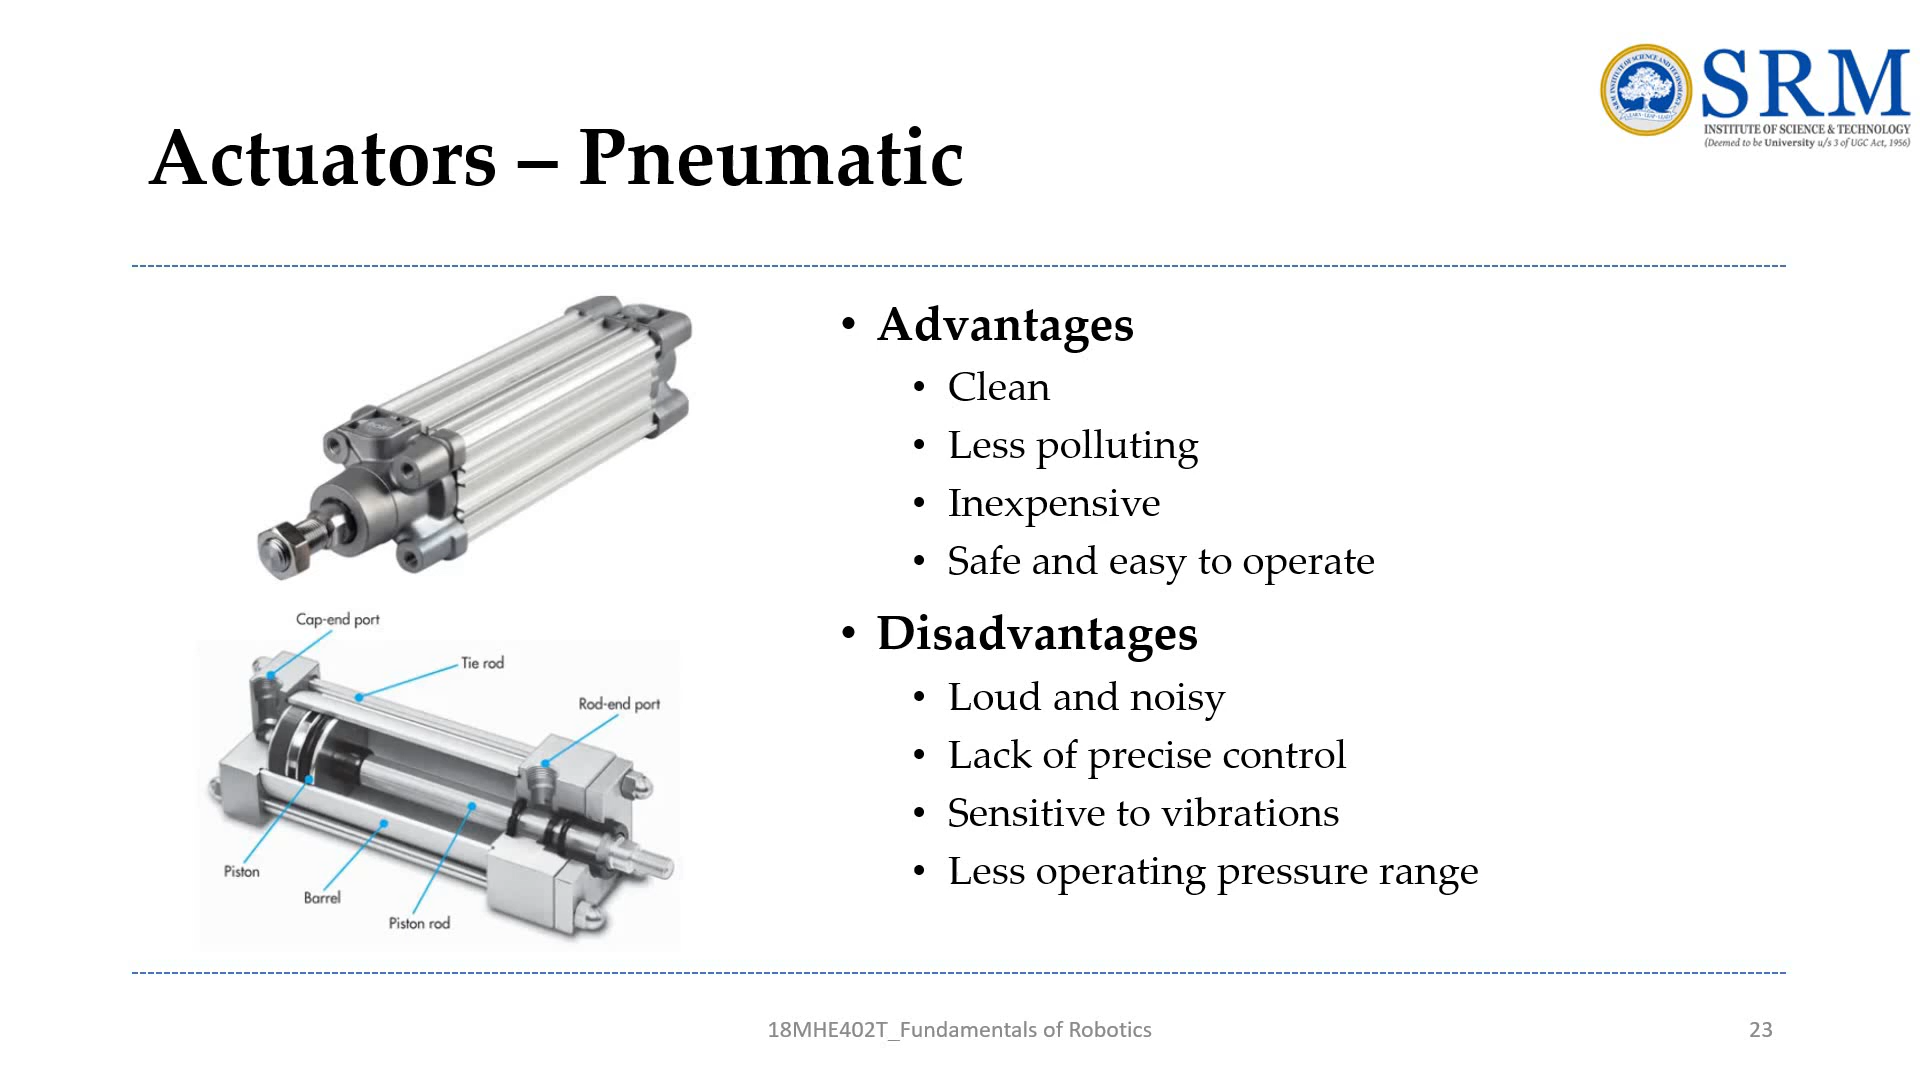 SRM
INSTITUTE OF SCIENCE & TECHNOLOGY
(Deemed to be University u/s 3 of UGC Act, 1956)
Actuators – Pneumatic
• Advantages
• Clean
• Less polluting
• Inexpensive
• Safe and easy to operate
• Disadvantages
• Loud and noisy
• Lack of precise control
• Sensitive to vibrations
• Less operating pressure range
Cap-end port
Tie rod
Rod-end port
Piston
Barrel
Piston rod
18MHE402T_Fundamentals of Robotics
23